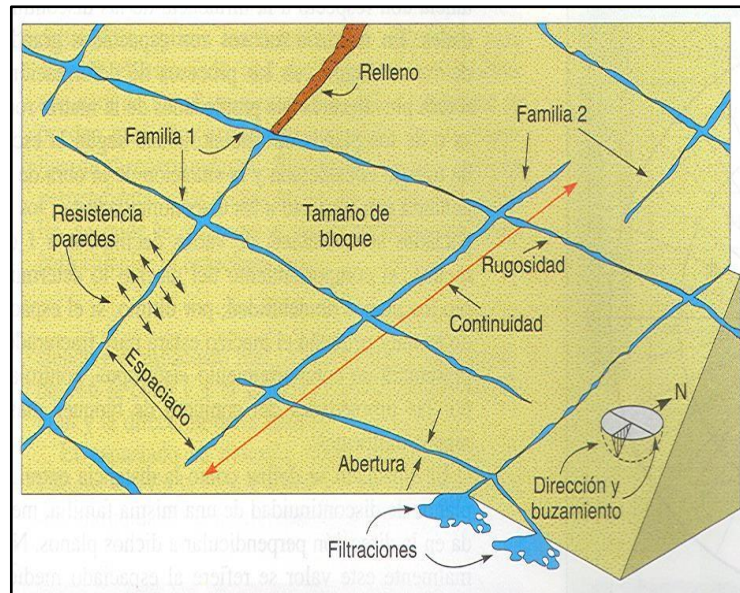 Relleno
Familia 1
Familia 2
Resistencia
paredes
Tamaño de
bloque
Rugosidad
Continuidad
Espaciado
N
Abertura
Dirección y
buzamiento
Filtraciones